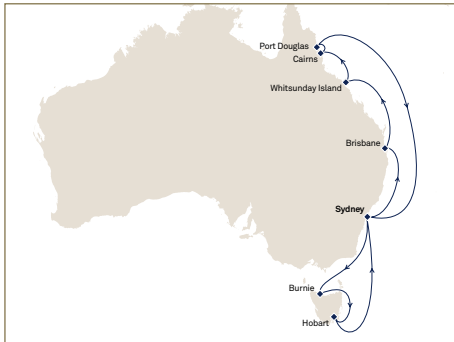 Port Douglas
Cairns
Whitsunday Island
Brisbane
Sydney
Burnie
Hobart